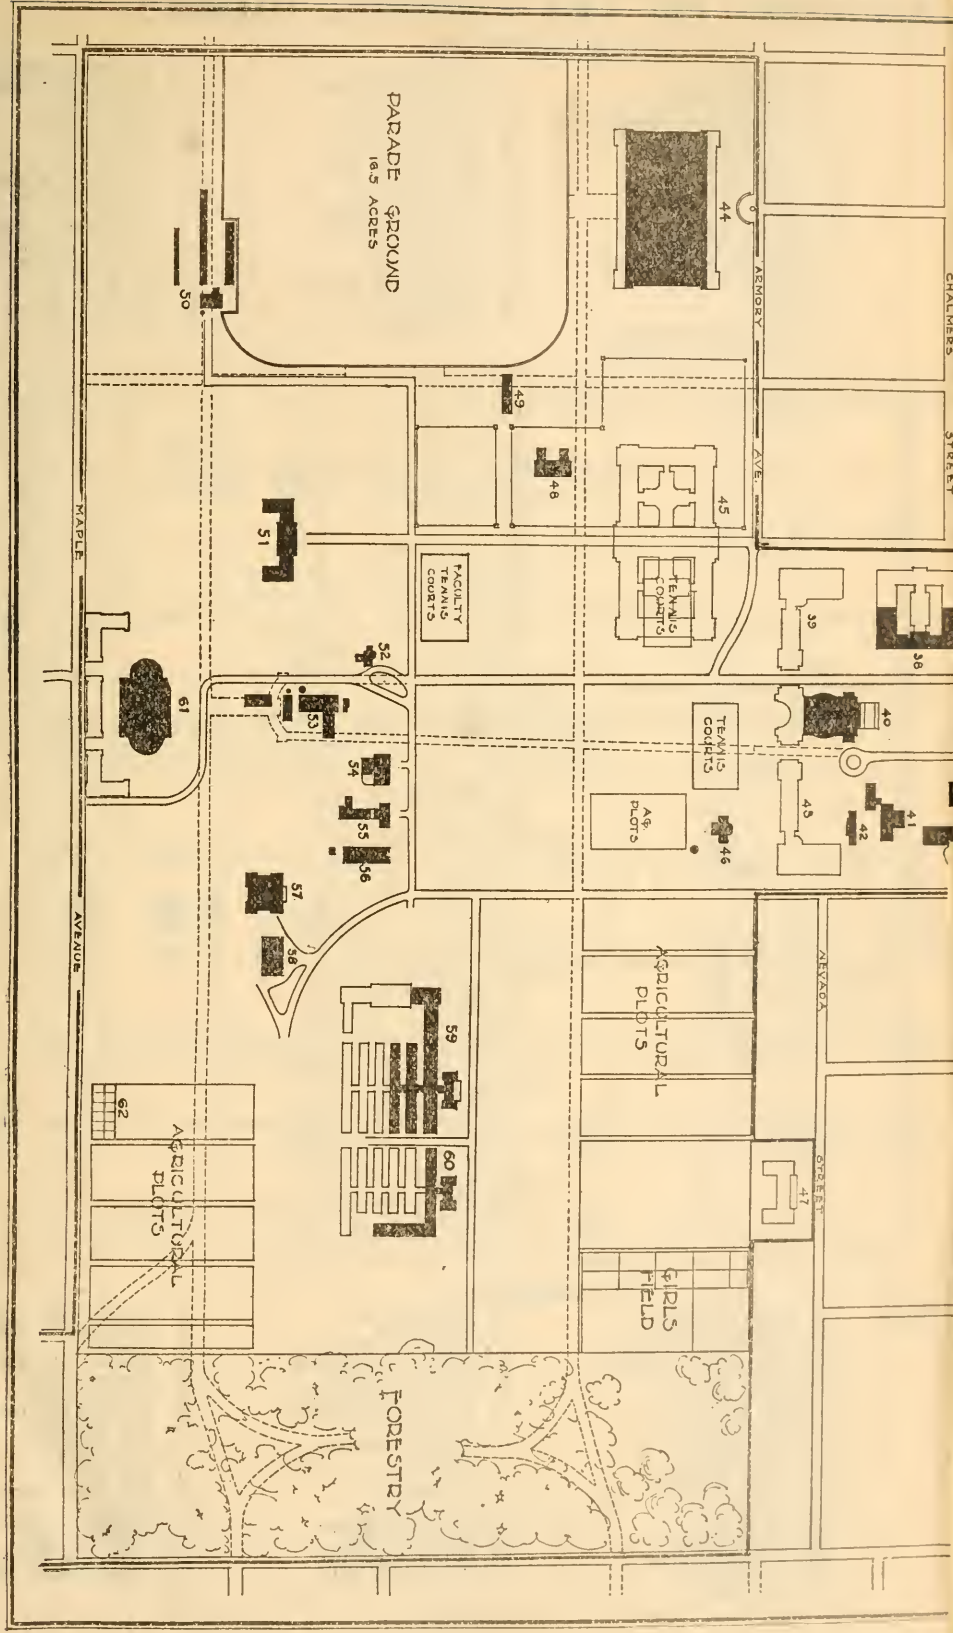 CHALMERS
STREET
ARMORY
AVE.
PARADE GROUND
16.5 ACRES
44
50
49
48
45
51
FACULTY
TENNIS
COURTS
TENNIS
COURTS
39
38
52
53
61
40
TENNIS
COURTS
43
41
42
46
AG.
PLOTS
54
55
56
57
58
MAPLE
AVENUE
AGRICULTURAL
PLOTS
NEVADA
STREET
59
60
47
62
AGRICULTURAL
PLOTS
GIRLS
FIELD
FORESTRY